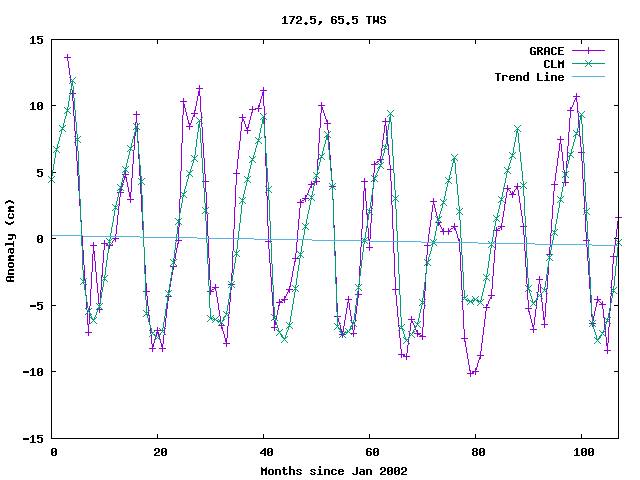 172.5, 65.5 TWS
GRACE
CLM
Trend Line
Anomaly (cm)
15
10
5
0
-5
-10
-15
0 20 40 60 80 100
Months since Jan 2002